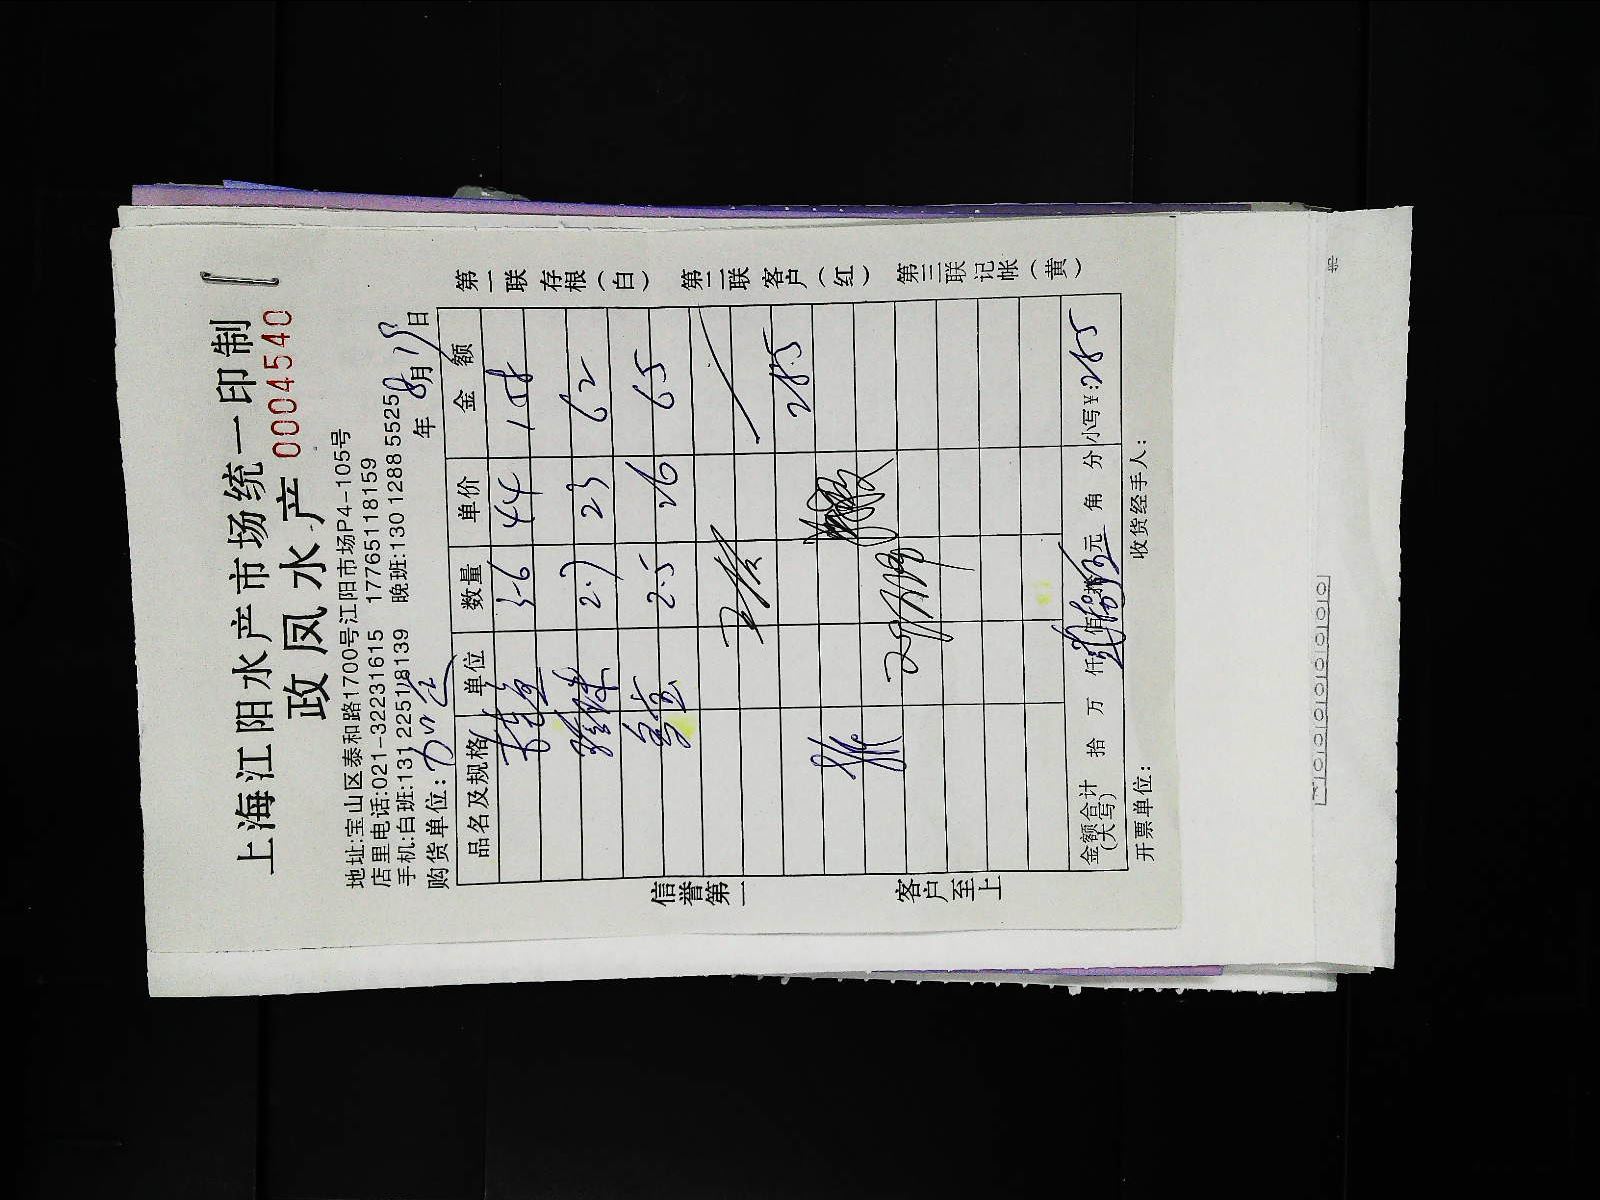 上海江阳水产市场统一印制
政凤水产 0004540
地址:宝山区泰和路1700号江阳市场P4-105号
店里电话:021-32231615 17765118159
手机:白班:131 2251 8139 晚班:130 1288 5525
购货单位: 年8月19日
品名及规格 单位 数量 单价 金额
3-6 44 158
2.7 23 62
2.5 26 65
285
金额合计(大写) 拾 万 仟 佰 拾 元 角 分 小写¥:285
开票单位: 收货经手人:
第一联存根(白) 第二联客户(红) 第三联记帐(黄)
信誉第一 客户至上